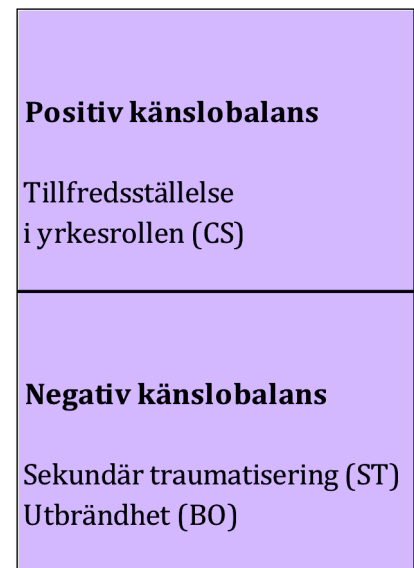 Positiv känslobalans
Tillfredsställelse
i yrkesrollen (CS)
Negativ känslobalans
Sekundär traumatisering (ST)
Utbrändhet (BO)